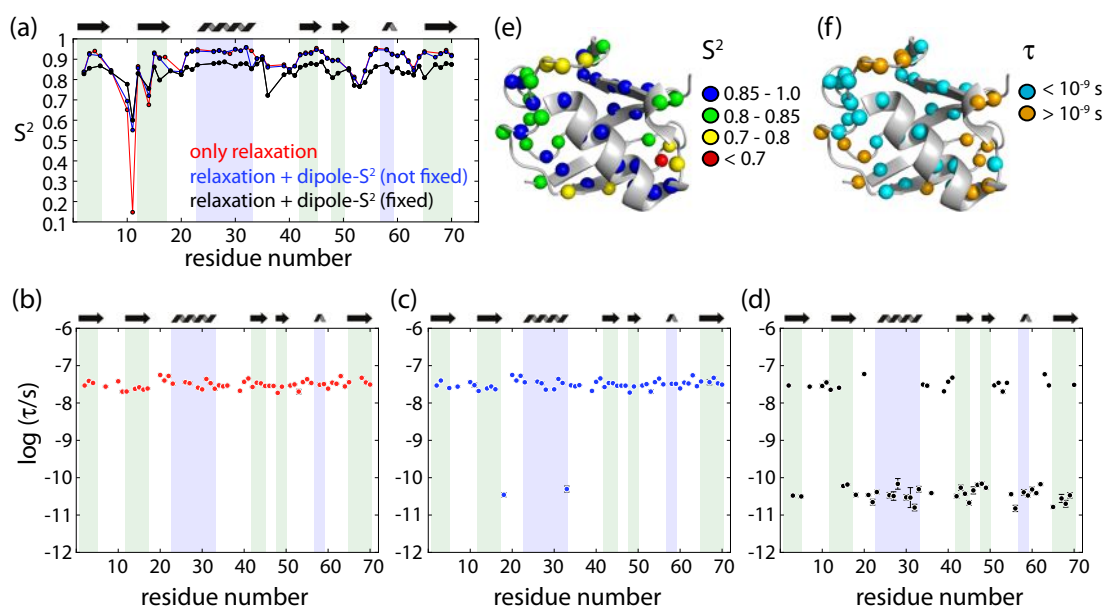 (a)
S²
1
0.9
0.8
0.7
0.6
0.5
0.4
0.3
0.2
0.1
only relaxation
relaxation + dipole-S² (not fixed)
relaxation + dipole-S² (fixed)
10 20 30 40 50 60 70
residue number
(e)
S²
0.85 - 1.0
0.8 - 0.85
0.7 - 0.8
< 0.7
(f)
τ
< 10⁻⁹ s
> 10⁻⁹ s
(b)
log (τ/s)
-6
-7
-8
-9
-10
-11
-12
10 20 30 40 50 60 70
residue number
(c)
-6
-7
-8
-9
-10
-11
-12
10 20 30 40 50 60 70
residue number
(d)
-6
-7
-8
-9
-10
-11
-12
10 20 30 40 50 60 70
residue number